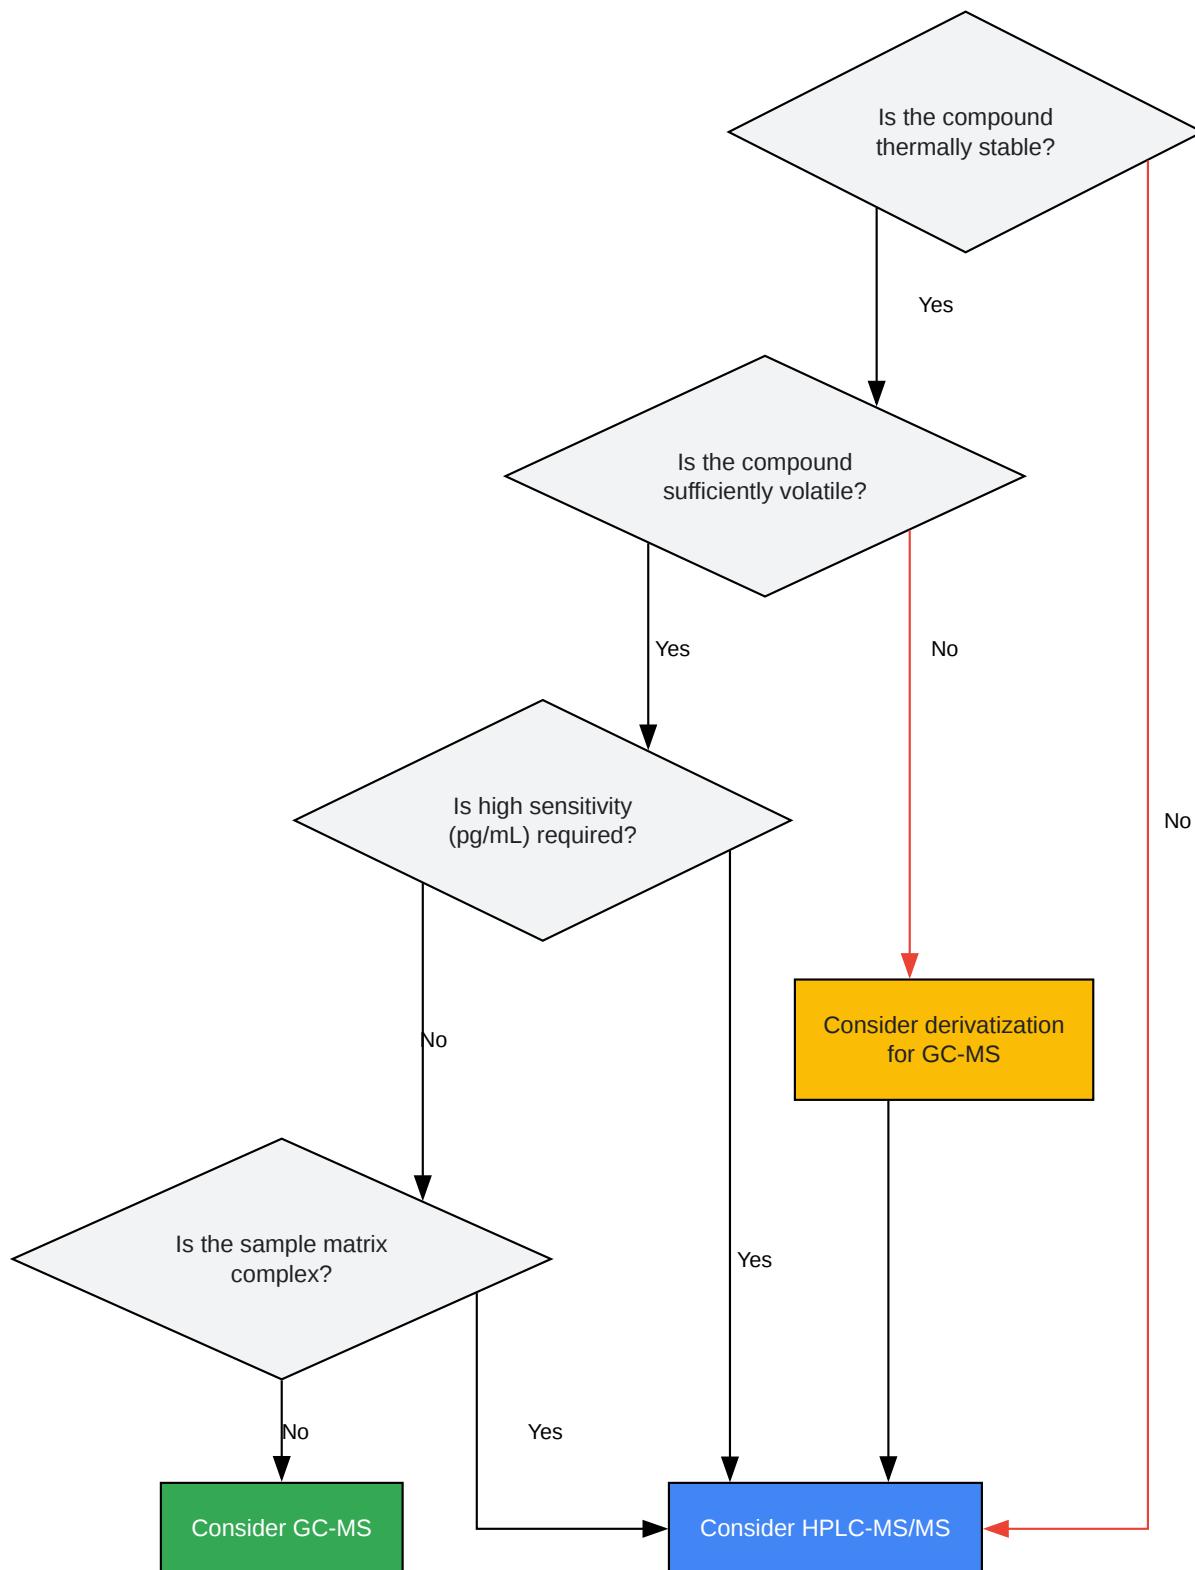 Is the compound
thermally stable?
Yes
Is the compound
sufficiently volatile?
Yes
No
Is high sensitivity
(pg/mL) required?
No
No
Consider derivatization
for GC-MS
Is the sample matrix
complex?
Yes
No
Yes
Consider GC-MS
Consider HPLC-MS/MS